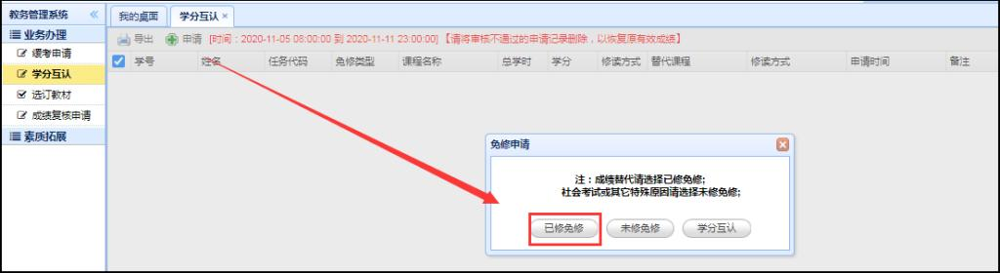 教务管理系统
业务办理
缓考申请
学分互认
选订教材
成绩复核申请
素质拓展
我的桌面 学分互认
导出 申请 [时间：2020-11-05 08:00:00 到 2020-11-11 23:00:00] 【请将审核不通过的申请记录删除，以恢复原有效成绩】
学号 姓名 任务代码 免修类型 课程名称 总学时 学分 修读方式 替代课程 修读方式 申请时间 备注
免修申请
注：成绩替代请选择已修免修;
社会考试或其它特殊原因请选择未修免修;
已修免修 未修免修 学分互认